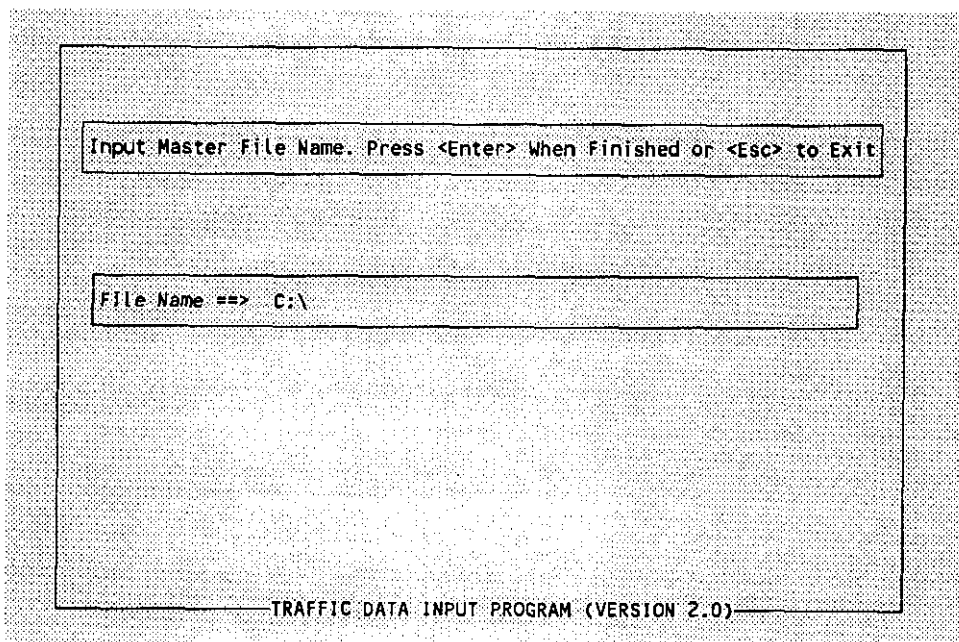 Input Master File Name. Press <Enter> When Finished or <Esc> to Exit
File Name ==> C:\
TRAFFIC DATA INPUT PROGRAM (VERSION 2.0)